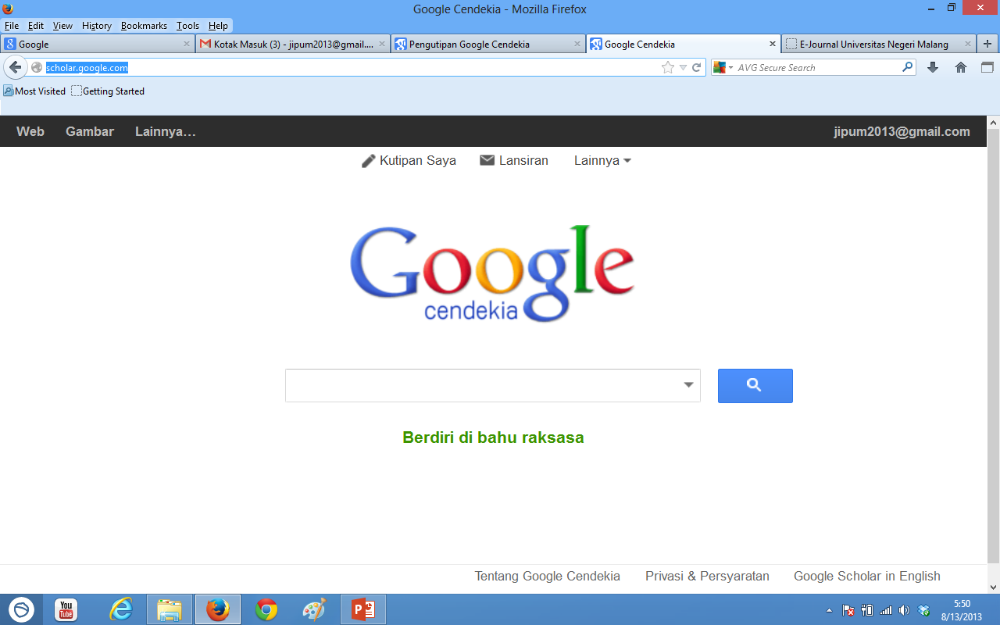 Google Cendekia - Mozilla Firefox
File Edit View History Bookmarks Tools Help
Google
Kotak Masuk (3) - jipum2013@gmail....
Pengutipan Google Cendekia
Google Cendekia
E-Journal Universitas Negeri Malang
scholar.google.com
AVG Secure Search
Most Visited Getting Started
Web Gambar Lainnya… jipum2013@gmail.com
Kutipan Saya Lansiran Lainnya
Google
cendekia
Berdiri di bahu raksasa
Tentang Google Cendekia Privasi & Persyaratan Google Scholar in English
You
Tube
5:50
8/13/2013